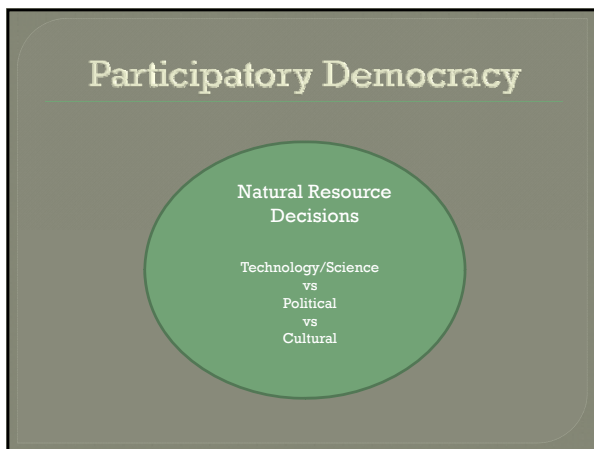 Participatory Democracy
Natural Resource
Decisions
Technology/Science
vs
Political
vs
Cultural